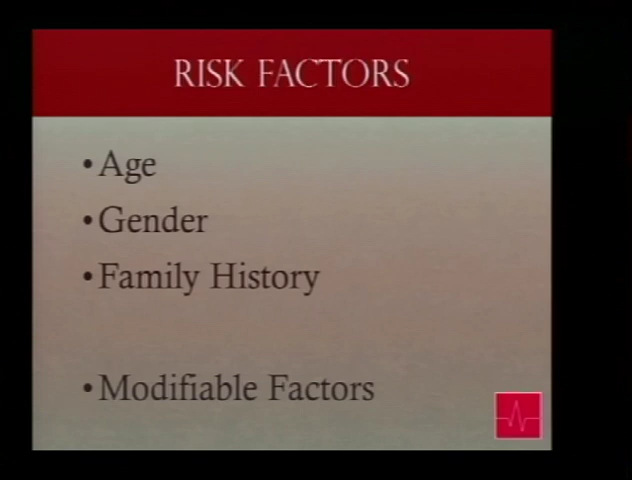 RISK FACTORS
• Age
• Gender
• Family History
• Modifiable Factors